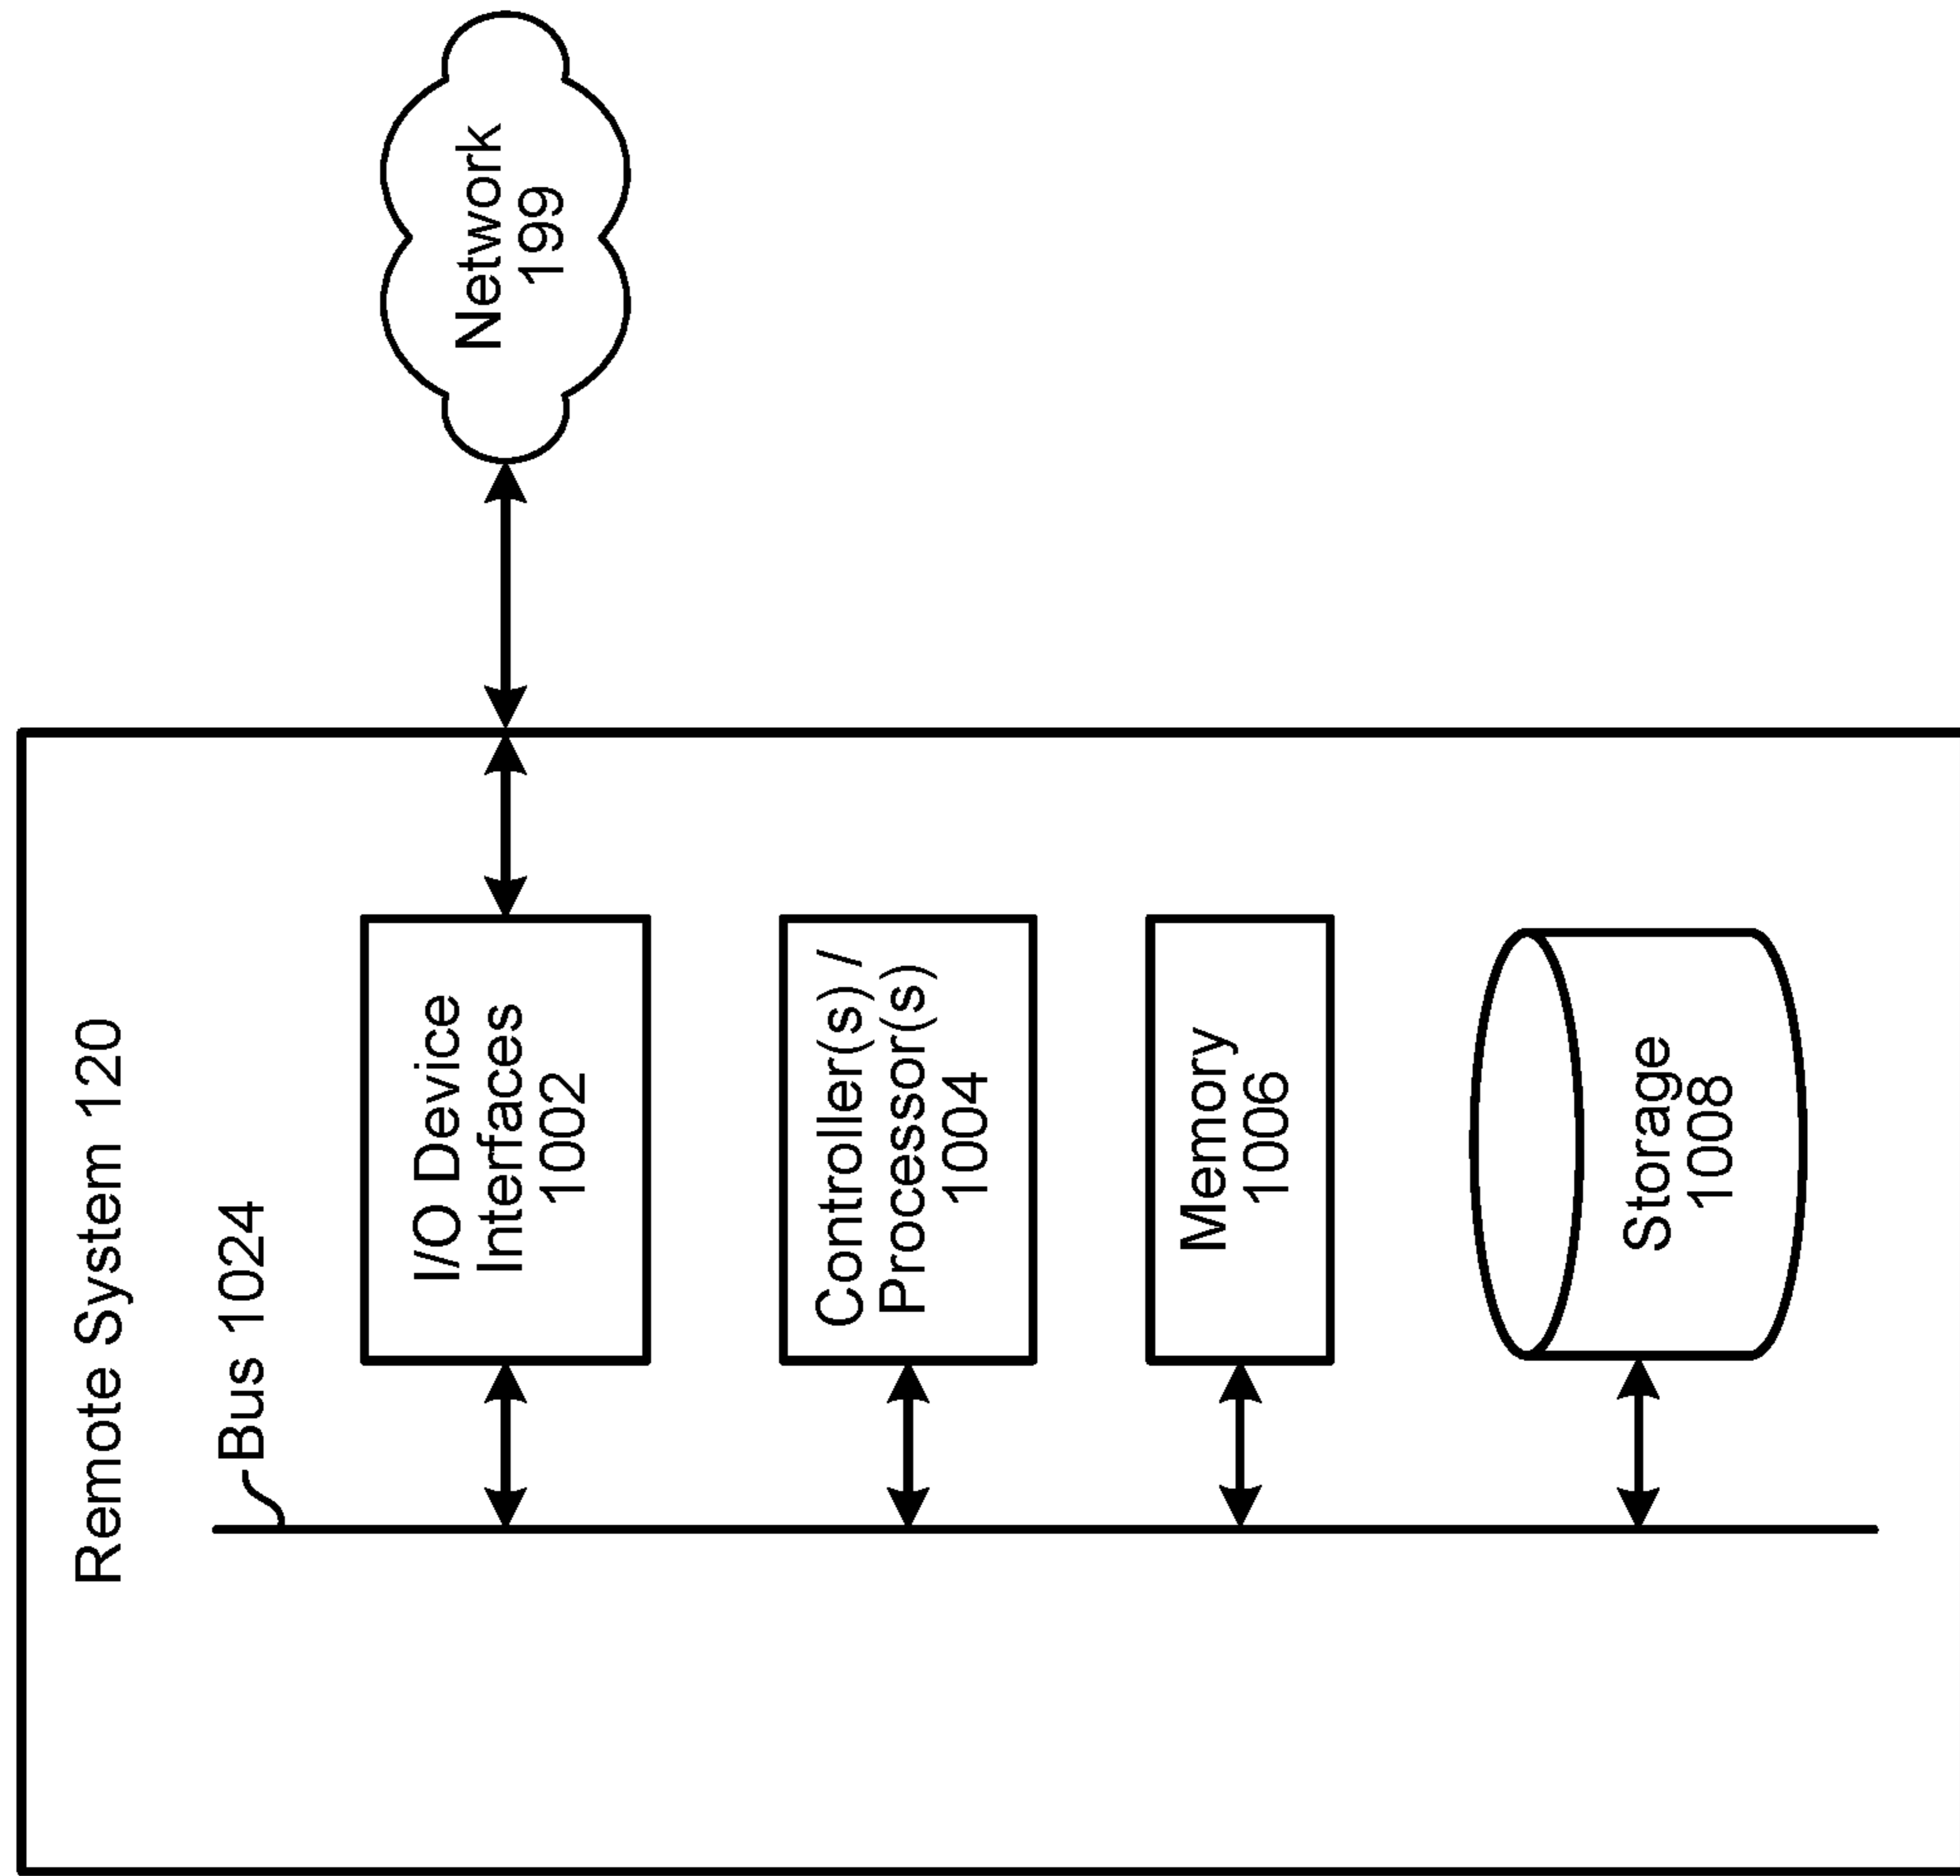 Remote System 120
Bus 1024
I/O Device
Interfaces
1002
Network
199
Controller(s) /
Processor(s)
1004
Memory
1006
Storage
1008